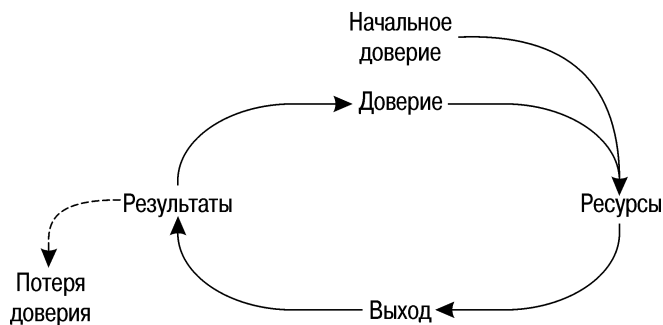 Начальное
доверие
Доверие
Результаты
Ресурсы
Потеря
доверия
Выход